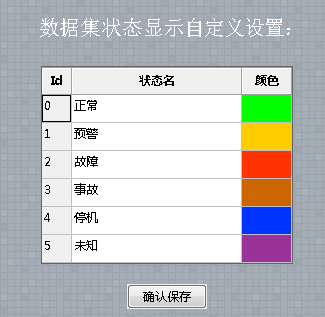 数据集状态显示自定义设置:
Id 状态名 颜色
0 正常
1 预警
2 故障
3 事故
4 停机
5 未知
确认保存